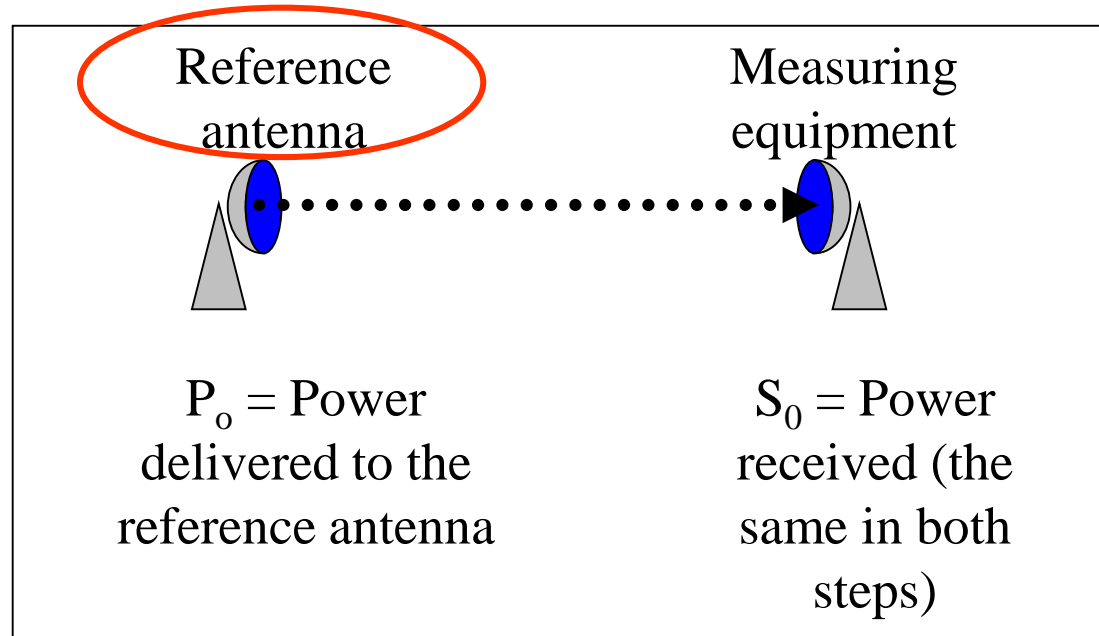 Reference
antenna
Measuring
equipment
Pₒ = Power
delivered to the
reference antenna
S₀ = Power
received (the
same in both
steps)